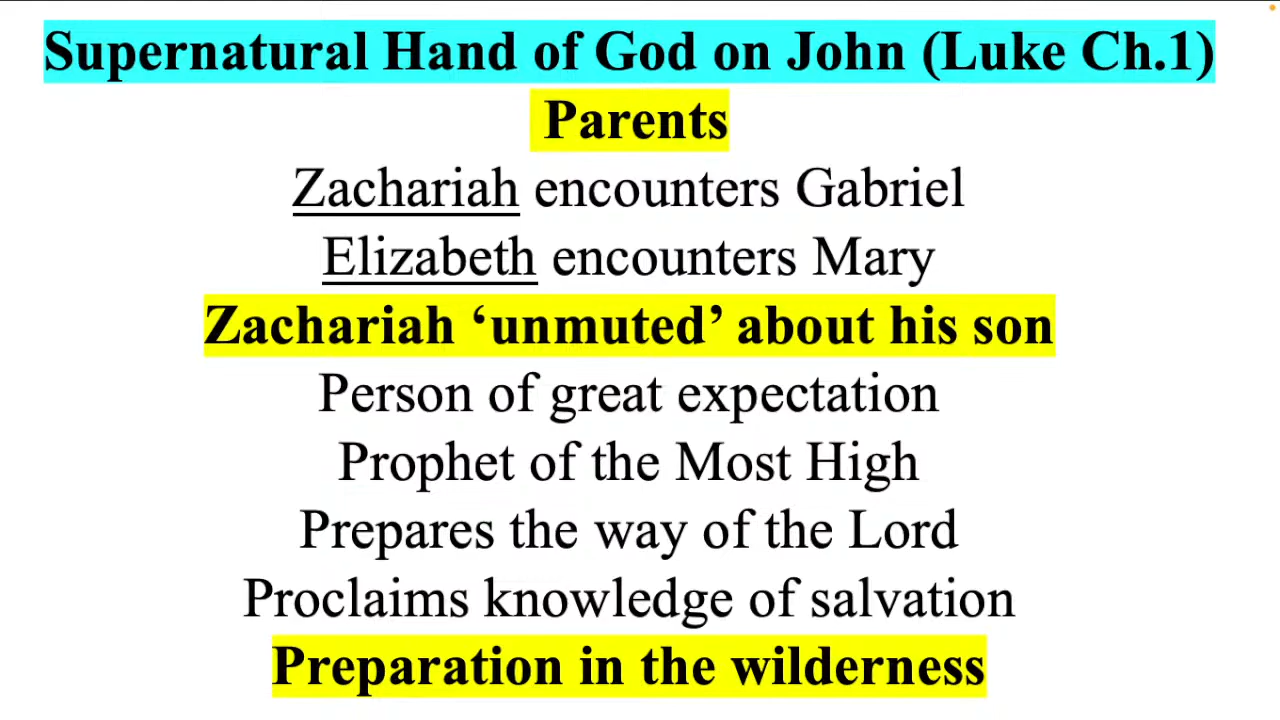 Supernatural Hand of God on John (Luke Ch.1)
Parents
Zachariah encounters Gabriel
Elizabeth encounters Mary
Zachariah ‘unmuted’ about his son
Person of great expectation
Prophet of the Most High
Prepares the way of the Lord
Proclaims knowledge of salvation
Preparation in the wilderness